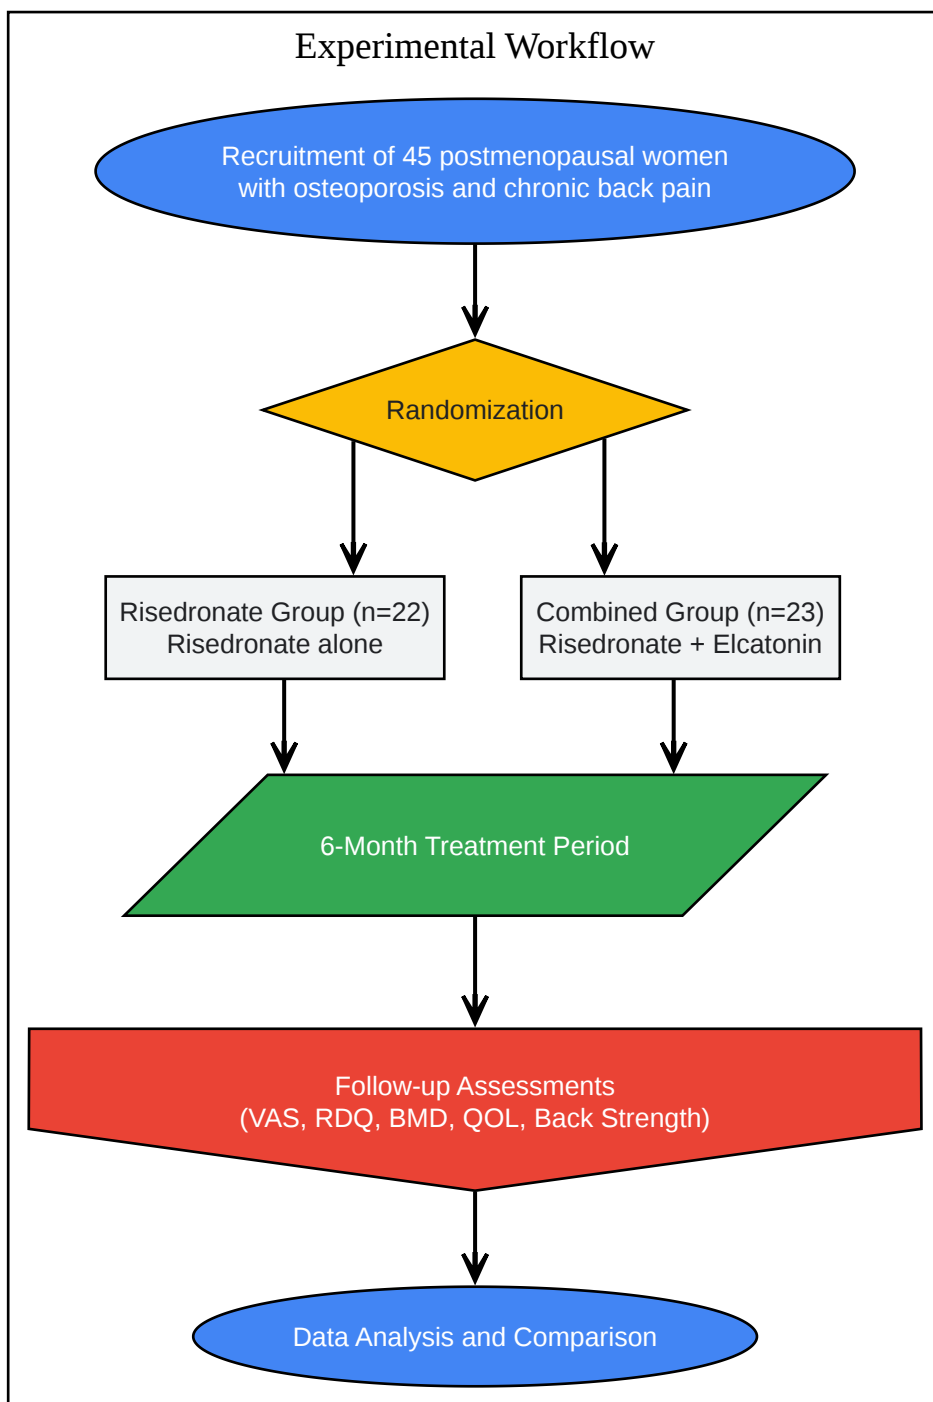 Experimental Workflow
Recruitment of 45 postmenopausal women
with osteoporosis and chronic back pain
Randomization
Risedronate Group (n=22)
Risedronate alone
Combined Group (n=23)
Risedronate + Elcatonin
6-Month Treatment Period
Follow-up Assessments
(VAS, RDQ, BMD, QOL, Back Strength)
Data Analysis and Comparison